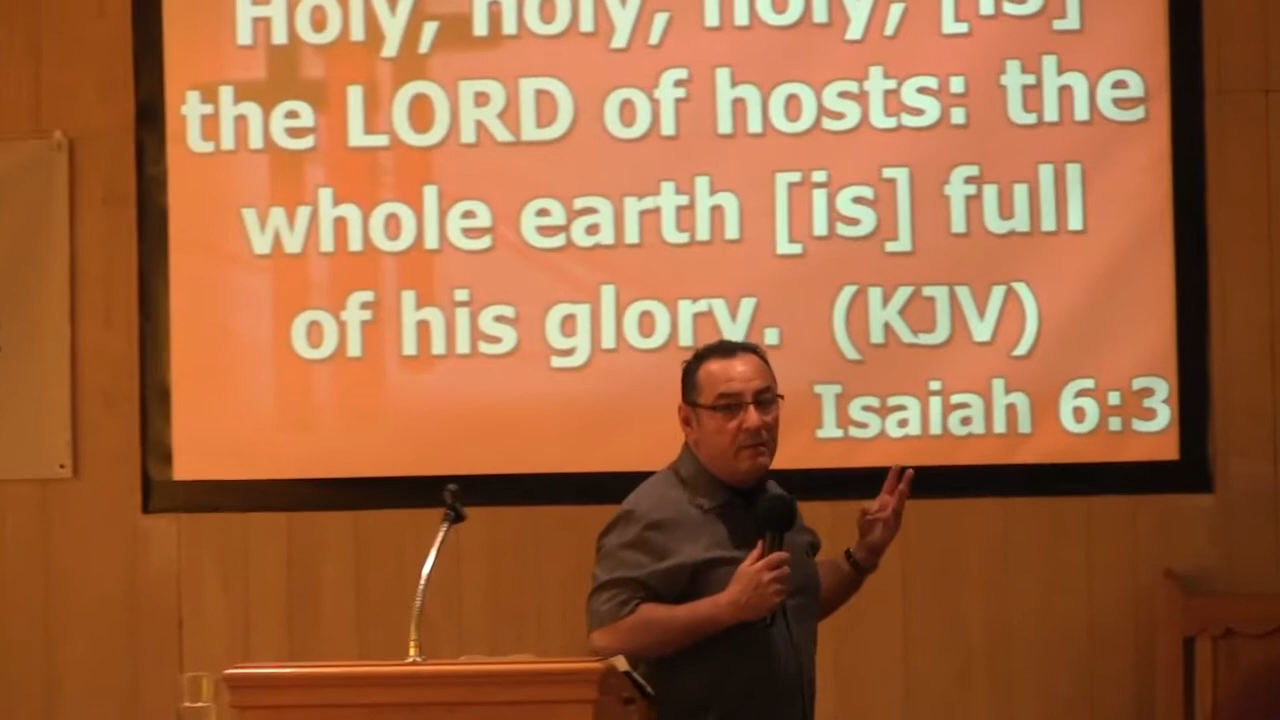 Holy, holy, holy, [is]
the LORD of hosts: the
whole earth [is] full
of his glory. (KJV)
Isaiah 6:3